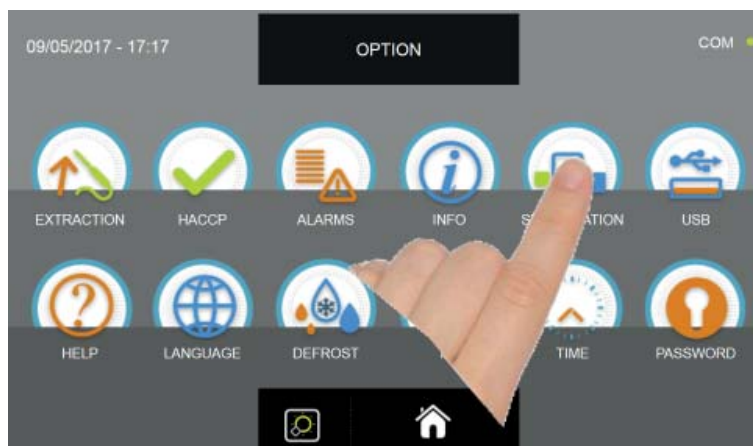 09/05/2017 - 17:17
OPTION
COM
EXTRACTION
HACCP
ALARMS
INFO
USB
HELP
LANGUAGE
DEFROST
TIME
PASSWORD